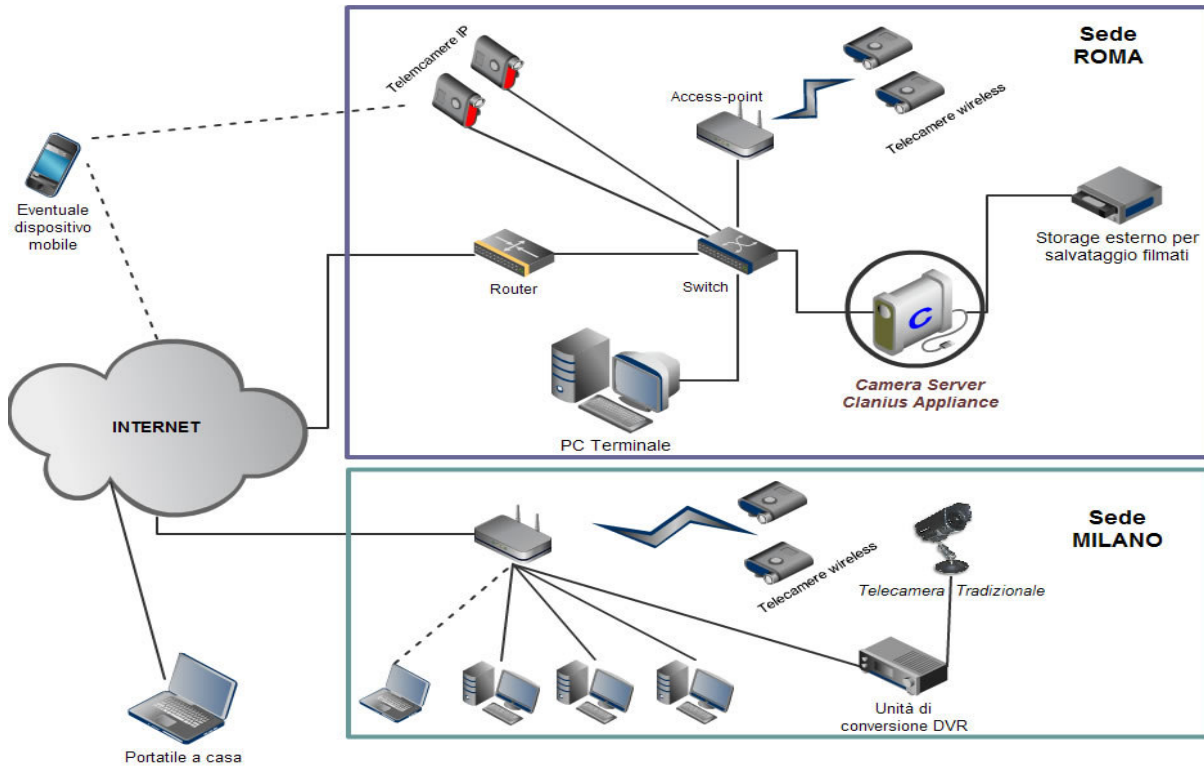 Sede
ROMA
Telemcamere IP
Access-point
Telecamere wireless
Eventuale
dispositivo
mobile
Storage esterno per
salvataggio filmati
Router
Switch
C
Camera Server
Clanius Appliance
INTERNET
PC Terminale
Sede
MILANO
Telecamere wireless
Telecamera Tradizionale
Unità di
conversione DVR
Portatile a casa